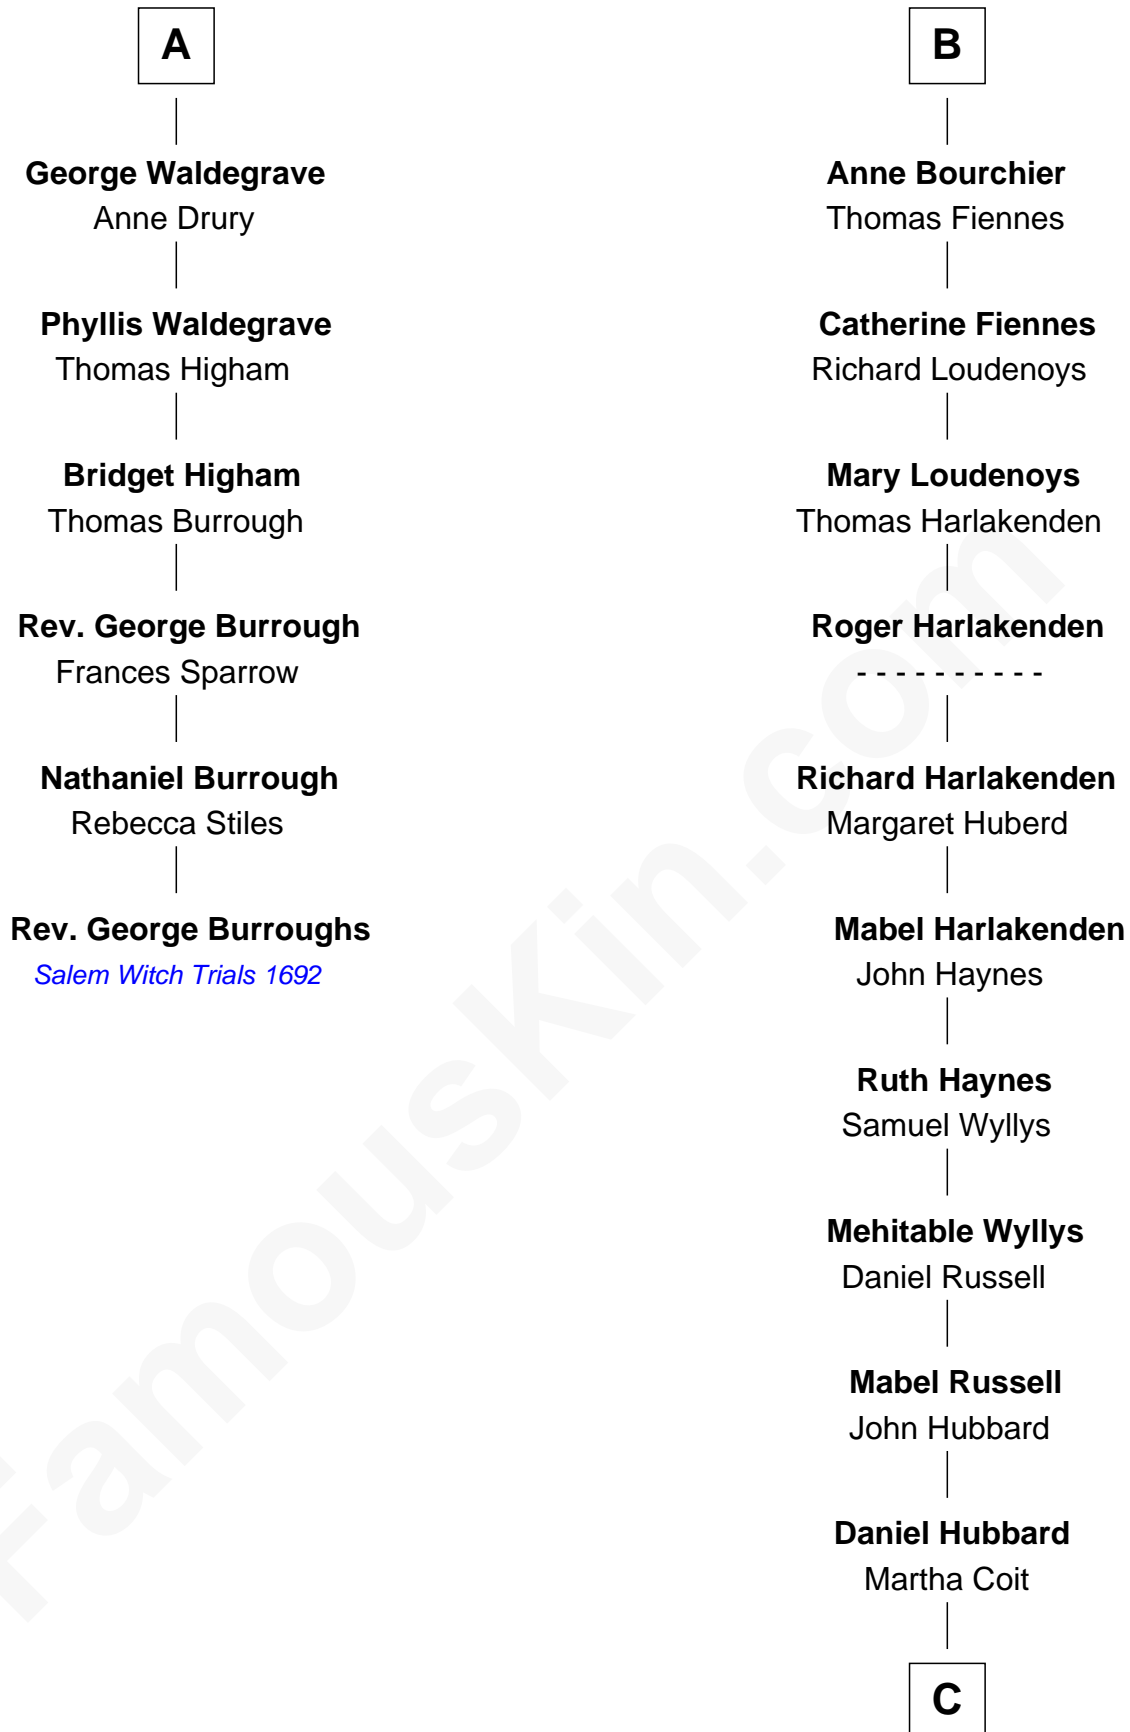 A
George Waldegrave
Anne Drury
Phyllis Waldegrave
Thomas Higham
Bridget Higham
Thomas Burrough
Rev. George Burrough
Frances Sparrow
Nathaniel Burrough
Rebecca Stiles
Rev. George Burroughs
Salem Witch Trials 1692
B
Anne Bourchier
Thomas Fiennes
Catherine Fiennes
Richard Loudenoys
Mary Loudenoys
Thomas Harlakenden
Roger Harlakenden
- - - - - - - - - -
Richard Harlakenden
Margaret Huberd
Mabel Harlakenden
John Haynes
Ruth Haynes
Samuel Wyllys
Mehitable Wyllys
Daniel Russell
Mabel Russell
John Hubbard
Daniel Hubbard
Martha Coit
C
FamousKin.com